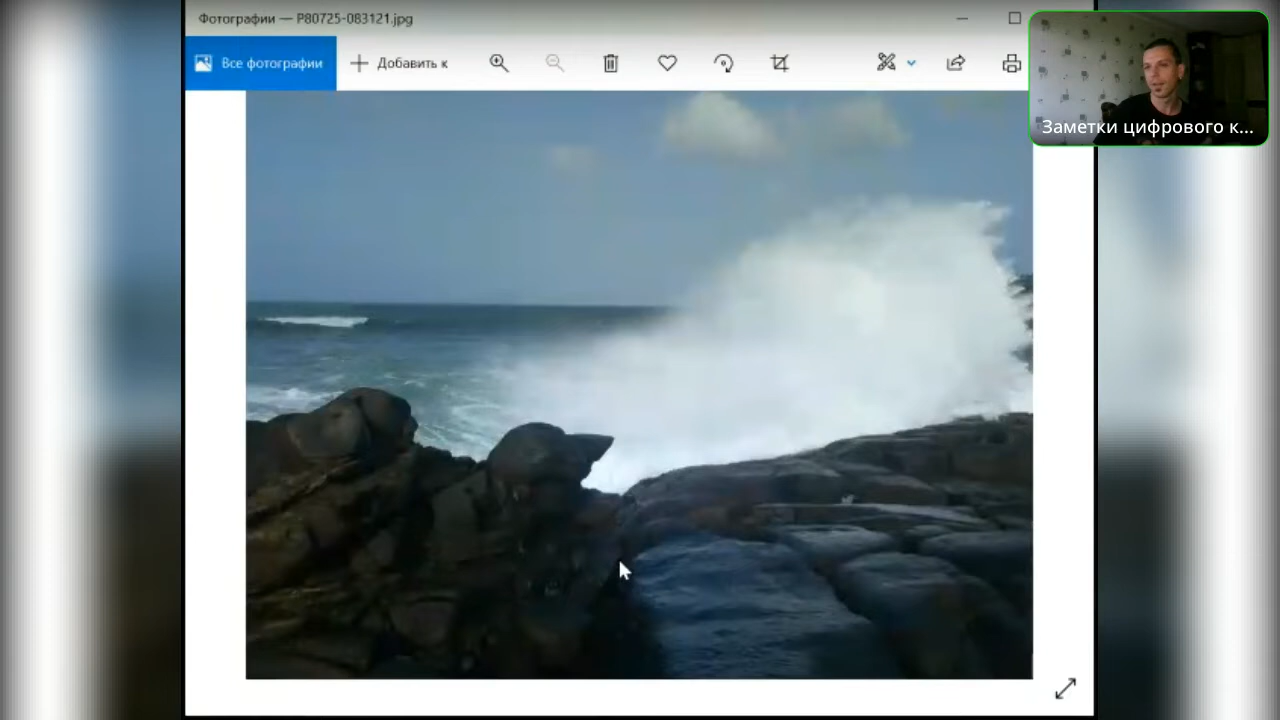 Фотографии — P80725-083121.jpg
Все фотографии
Добавить к
Заметки цифрового к...